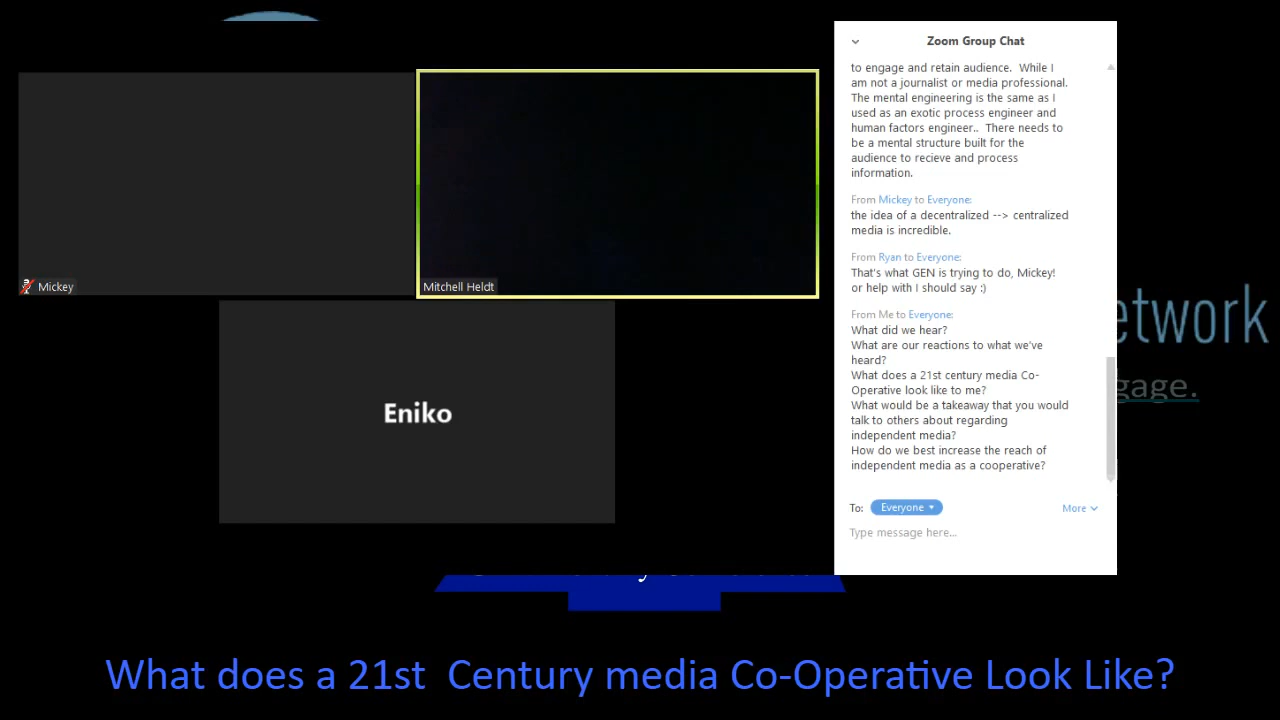 Zoom Group Chat
to engage and retain audience.  While I
am not a journalist or media professional.
The mental engineering is the same as I
used as an exotic process engineer and
human factors engineer..  There needs to
be a mental structure built for the
audience to recieve and process
information.
From Mickey to Everyone:
the idea of a decentralized --> centralized
media is incredible.
From Ryan to Everyone:
That's what GEN is trying to do, Mickey!
or help with I should say :)
From Me to Everyone:
What did we hear?
What are our reactions to what we've
heard?
What does a 21st century media Co-
Operative look like to me?
What would be a takeaway that you would
talk to others about regarding
independent media?
How do we best increase the reach of
independent media as a cooperative?
To: Everyone
More
Type message here...
Mickey
Mitchell Heldt
Eniko
etwork
gage.
What does a 21st  Century media Co-Operative Look Like?